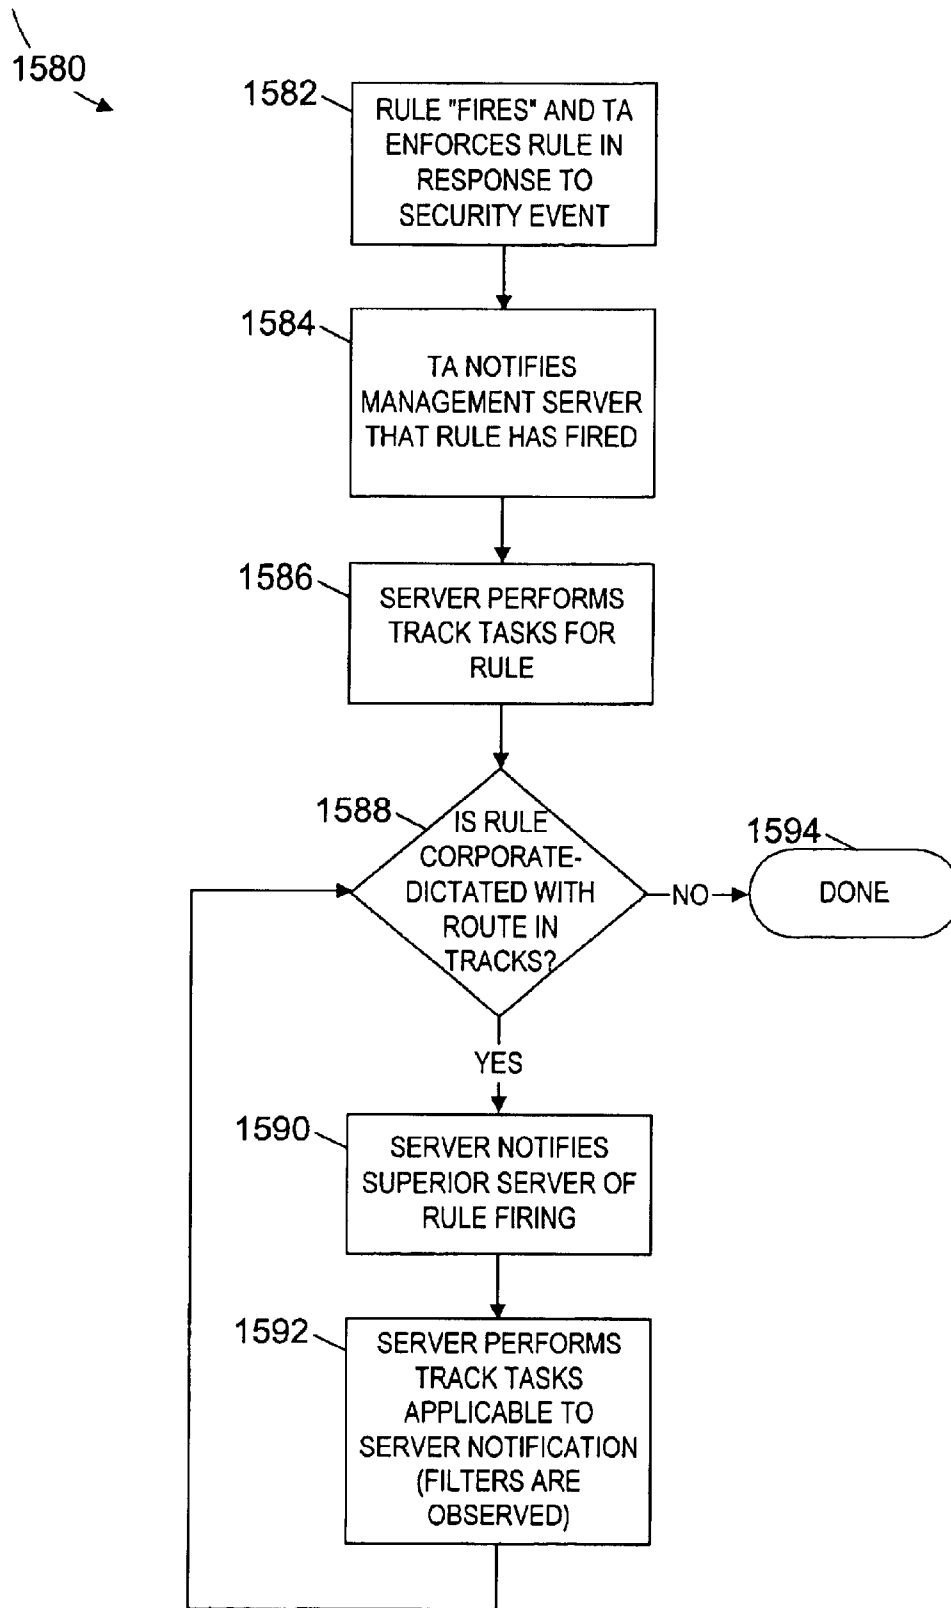 1580
1582
RULE "FIRES" AND TA
ENFORCES RULE IN
RESPONSE TO
SECURITY EVENT
1584
TA NOTIFIES
MANAGEMENT SERVER
THAT RULE HAS FIRED
1586
SERVER PERFORMS
TRACK TASKS FOR
RULE
1588
IS RULE
CORPORATE-
DICTATED WITH
ROUTE IN
TRACKS?
NO
1594
DONE
YES
1590
SERVER NOTIFIES
SUPERIOR SERVER OF
RULE FIRING
1592
SERVER PERFORMS
TRACK TASKS
APPLICABLE TO
SERVER NOTIFICATION
(FILTERS ARE
OBSERVED)